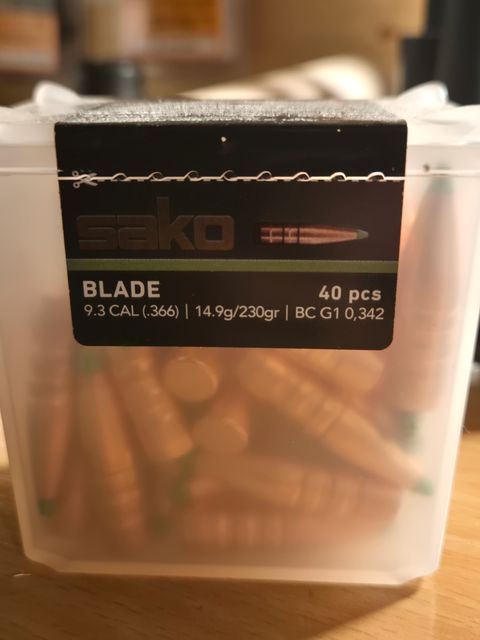 sako
BLADE 40 pcs
9.3 CAL (.366) | 14.9g/230gr | BC G1 0,342